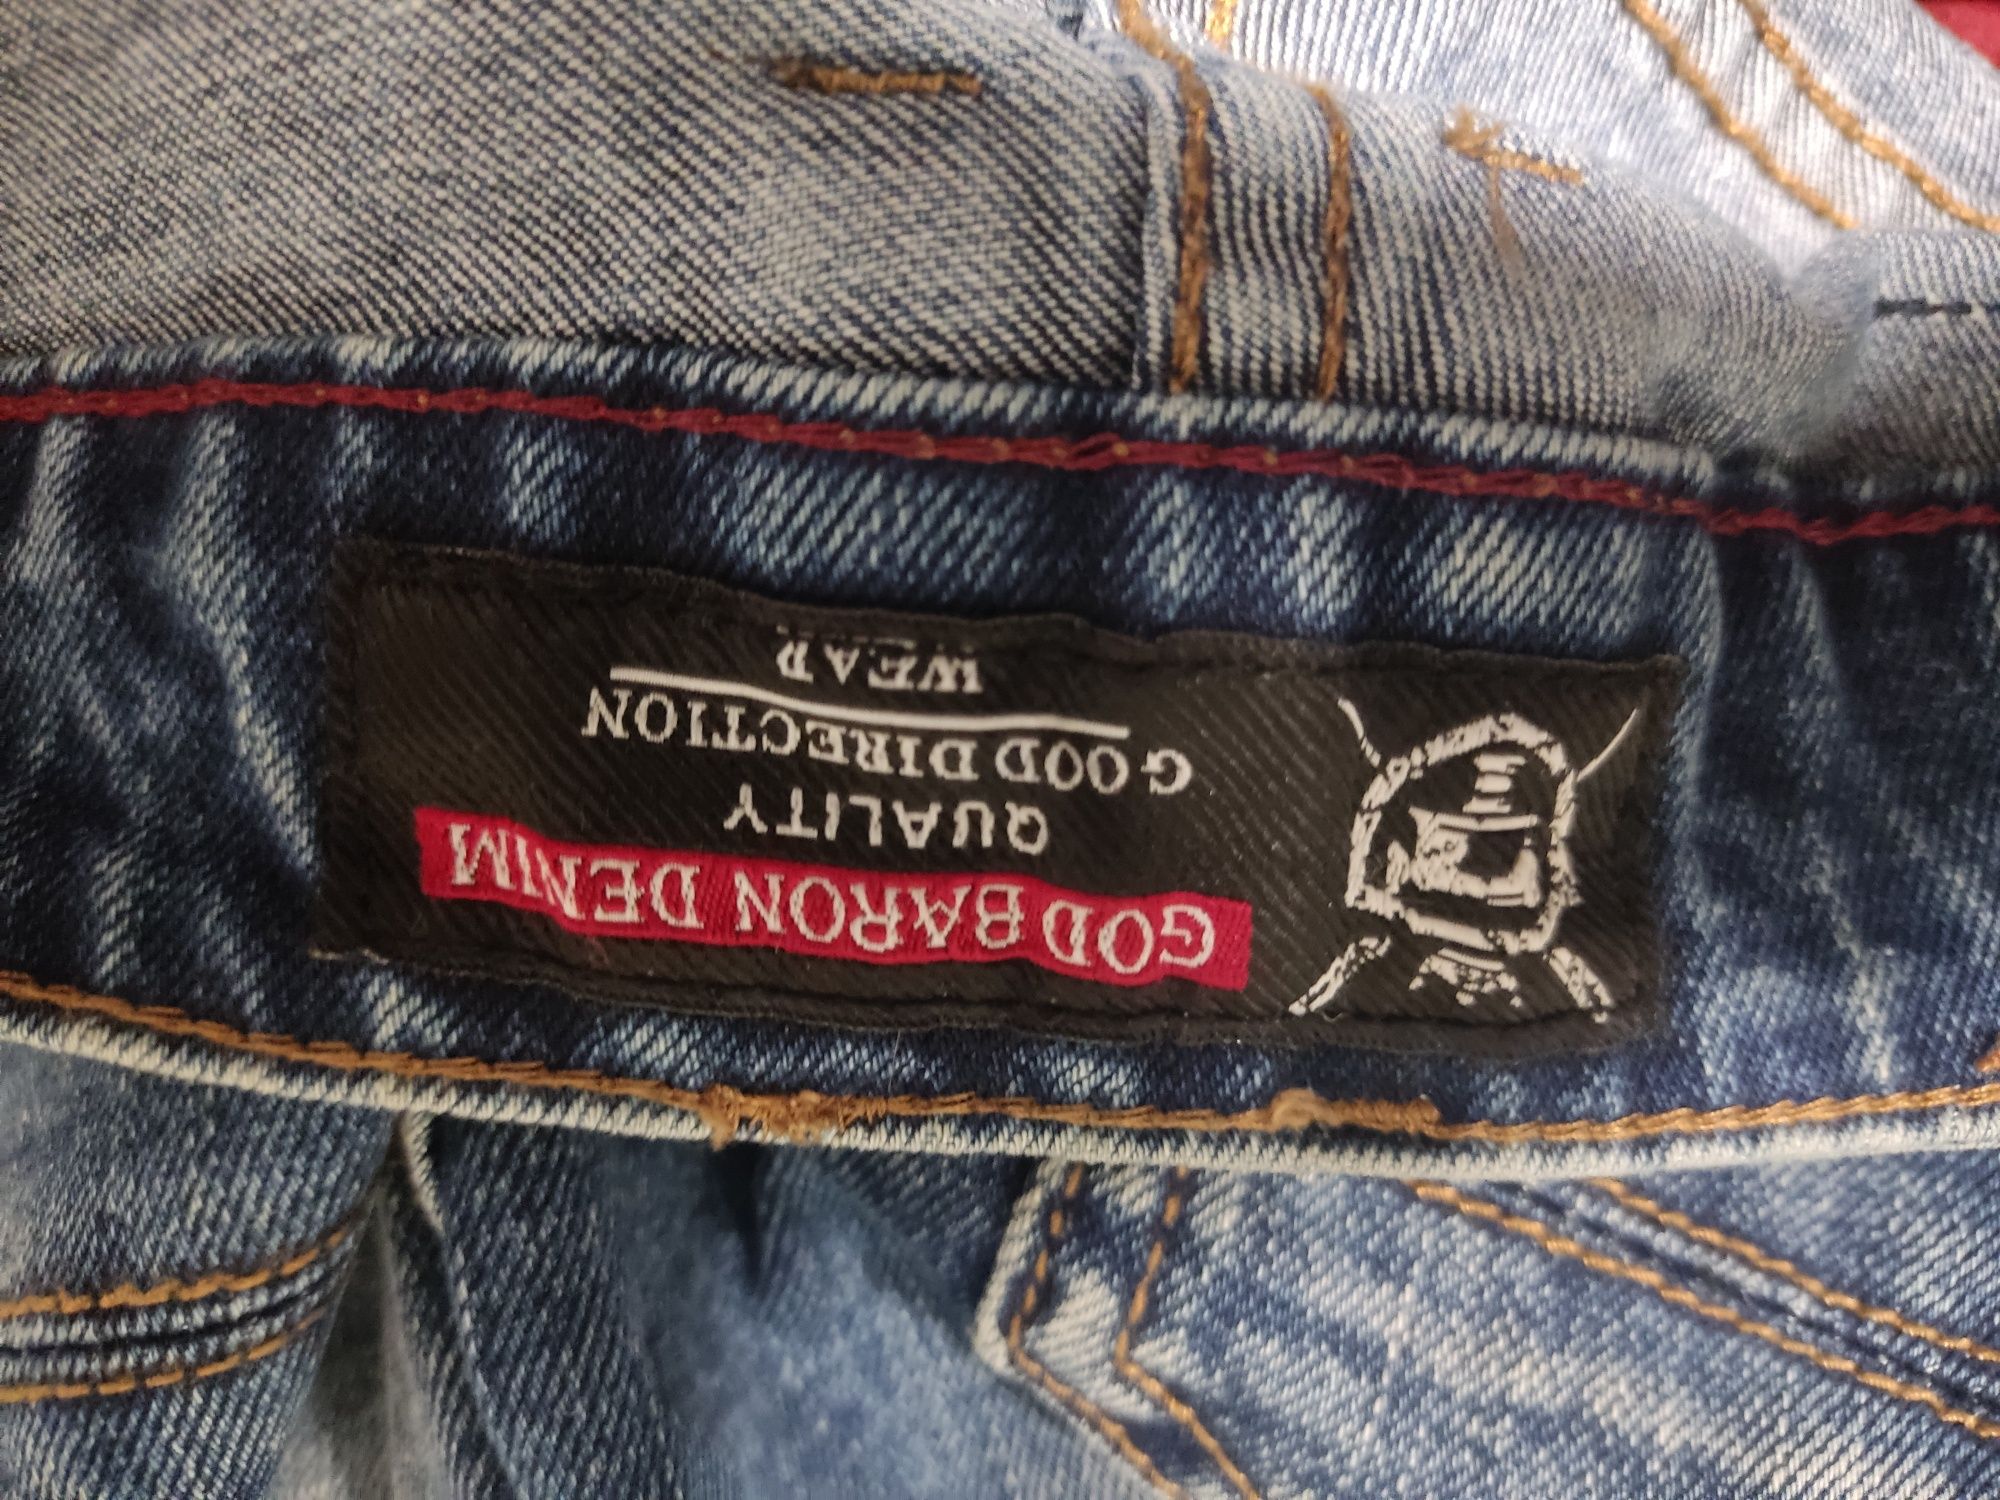 GOD BARON DENIM
QUALITY
GOOD DIRECTION
WEAR